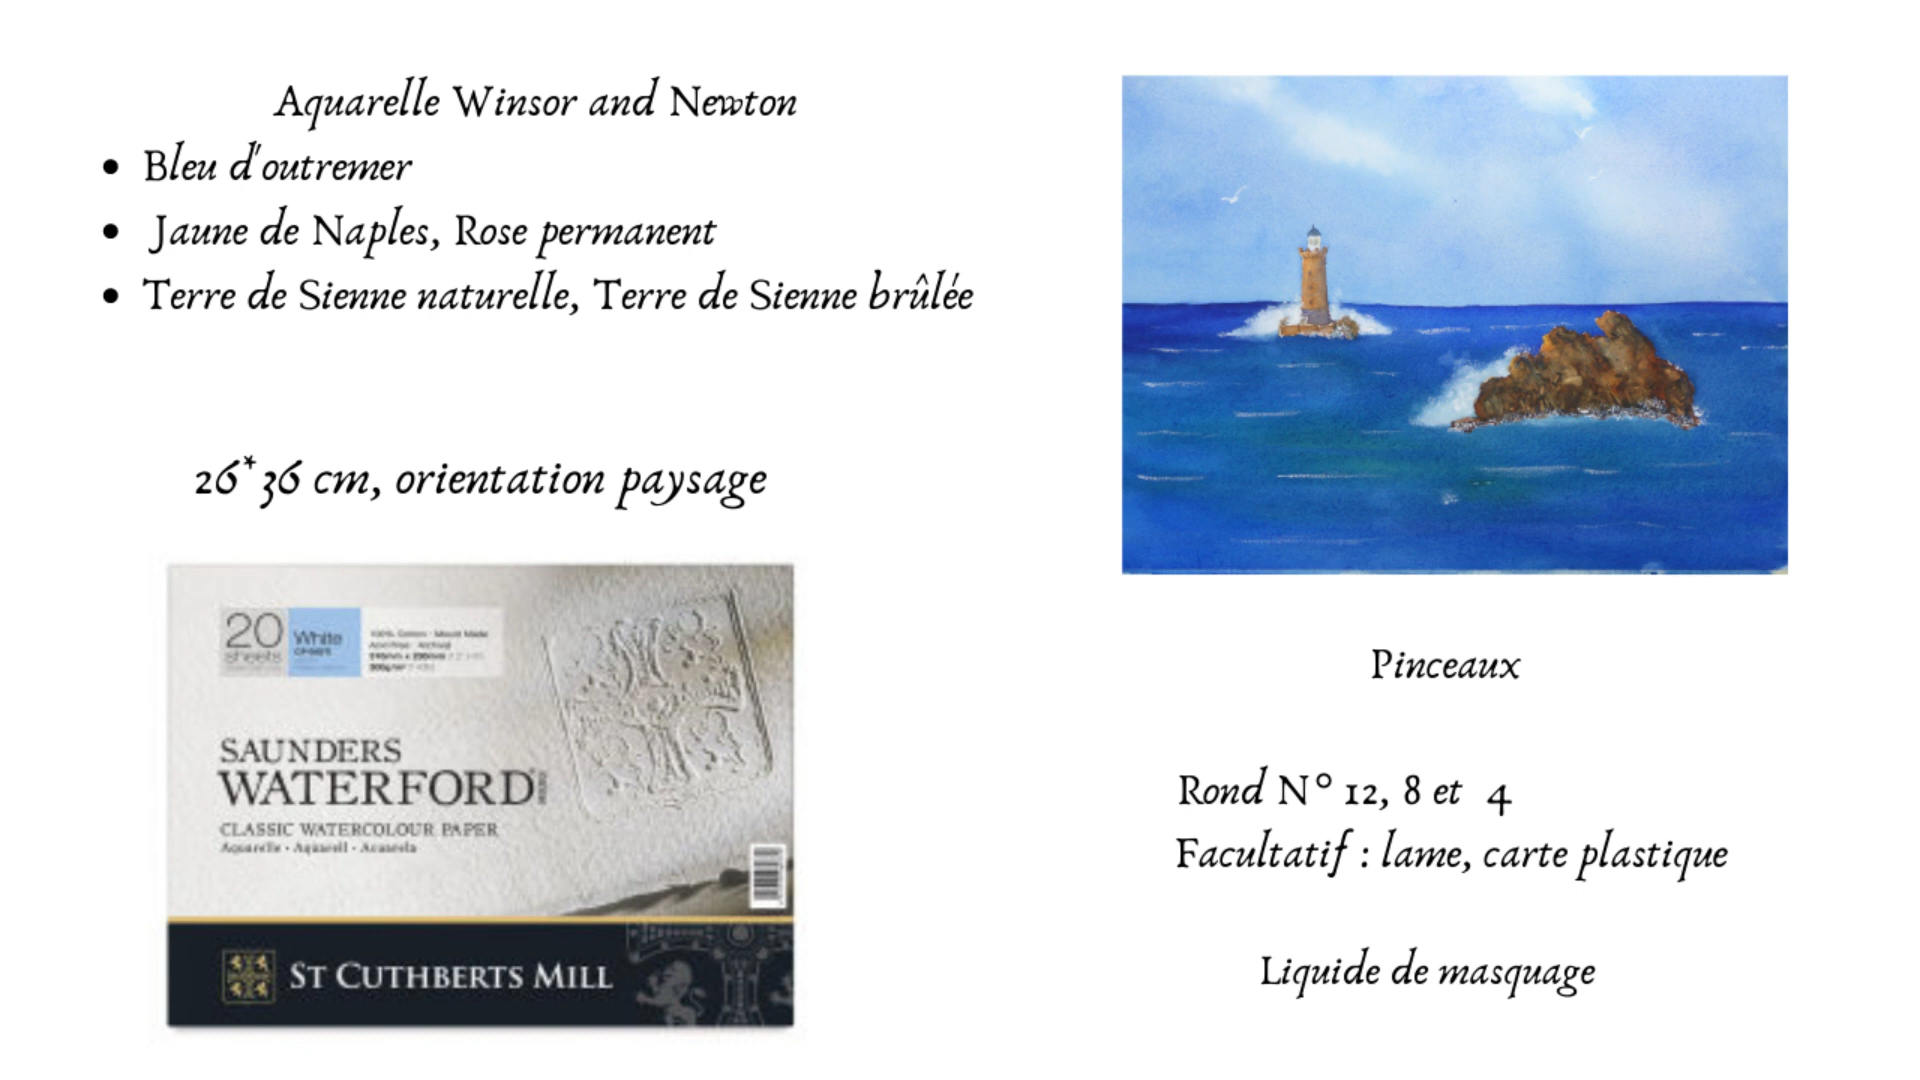 Aquarelle Winsor and Newton
• Bleu d'outremer
• Jaune de Naples, Rose permanent
• Terre de Sienne naturelle, Terre de Sienne brûlée
26*36 cm, orientation paysage
20
sheets
White
SAUNDERS
WATERFORD
CLASSIC WATERCOLOUR PAPER
Aquarelle · Aquarell · Acuarela
ST CUTHBERTS MILL
Pinceaux
Rond N° 12, 8 et 4
Facultatif : lame, carte plastique
Liquide de masquage